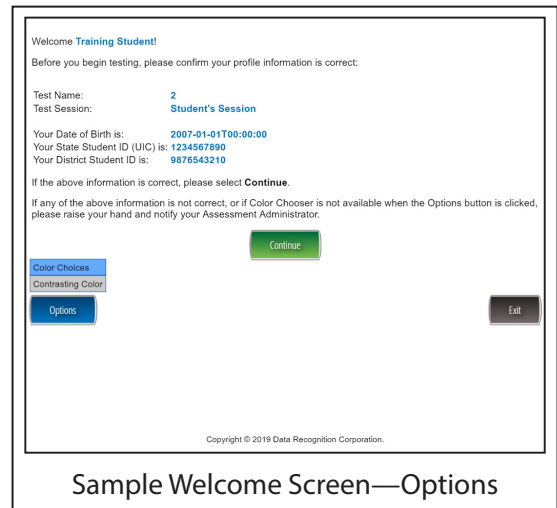 Welcome Training Student!
Before you begin testing, please confirm your profile information is correct:
Test Name: 2
Test Session: Student's Session
Your Date of Birth is: 2007-01-01T00:00:00
Your State Student ID (UIC) is: 1234567890
Your District Student ID is: 9876543210
If the above information is correct, please select Continue.
If any of the above information is not correct, or if Color Chooser is not available when the Options button is clicked,
please raise your hand and notify your Assessment Administrator.
Continue
Color Choices
Contrasting Color
Options Exit
Copyright © 2019 Data Recognition Corporation.
Sample Welcome Screen—Options